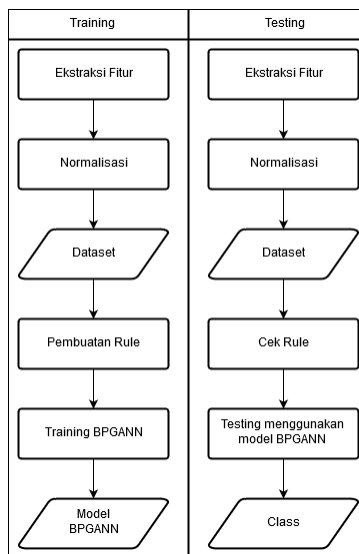 Training
Testing
Ekstraksi Fitur
Normalisasi
Dataset
Pembuatan Rule
Training BPGANN
Model
BPGANN
Ekstraksi Fitur
Normalisasi
Dataset
Cek Rule
Testing menggunakan
model BPGANN
Class